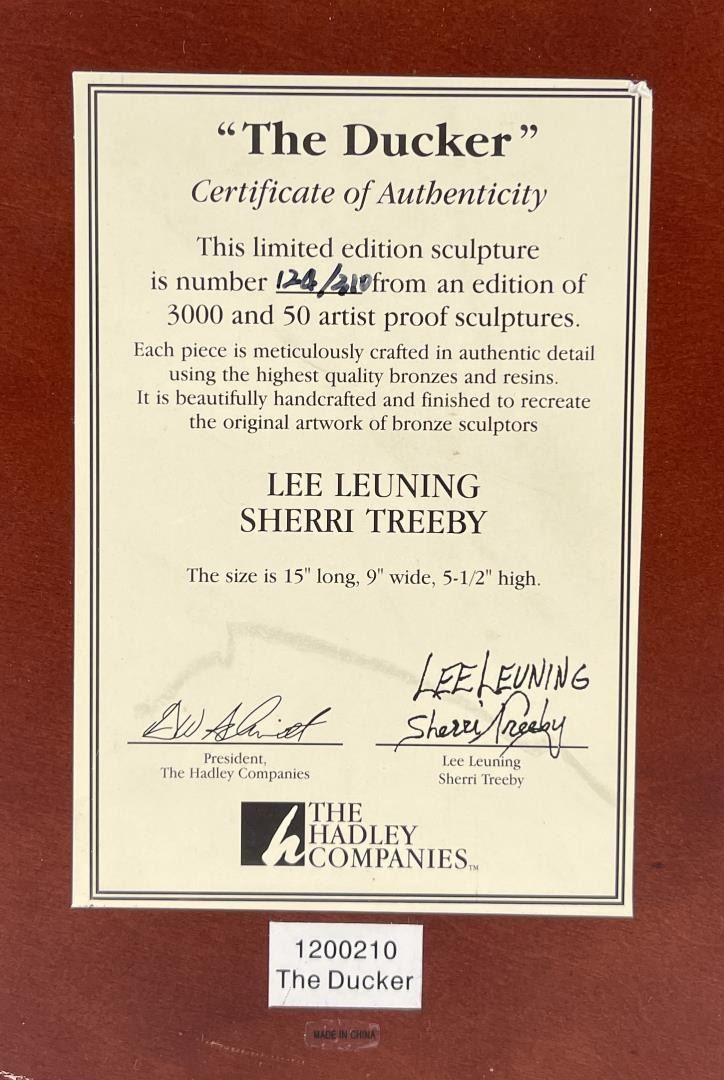 “The Ducker”
Certificate of Authenticity
This limited edition sculpture
is number 124/210 from an edition of
3000 and 50 artist proof sculptures.
Each piece is meticulously crafted in authentic detail
using the highest quality bronzes and resins.
It is beautifully handcrafted and finished to recreate
the original artwork of bronze sculptors
LEE LEUNING
SHERRI TREEBY
The size is 15" long, 9" wide, 5-1/2" high.
LEE LEUNING
Sherri Treeby
President,
The Hadley Companies
Lee Leuning
Sherri Treeby
h
THE
HADLEY
COMPANIES™
1200210
The Ducker
MADE IN CHINA